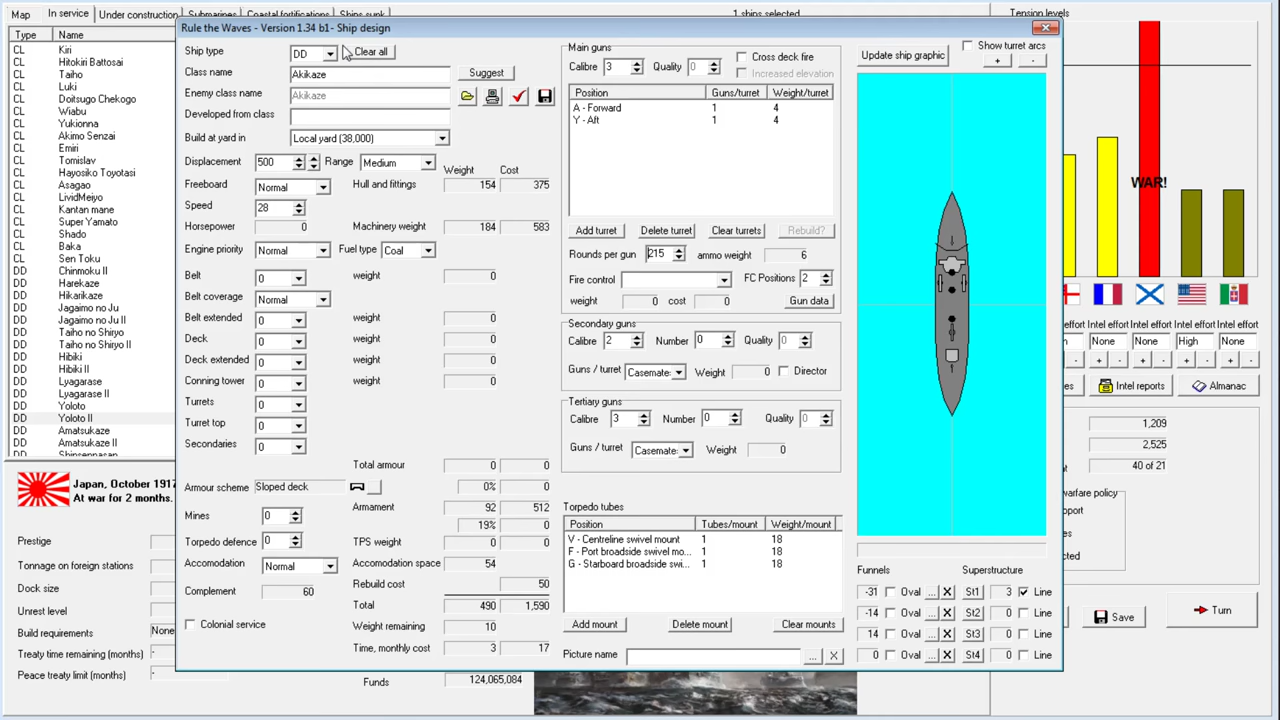 Map
In service
Under construction
Submarines
Coastal fortifications
Ships sunk
1 ships selected
Tension levels
Type
Name
CL Kiri
CL Hitokiri Battosai
CL Taiho
CL Luki
CL Doitsugo Chekogo
CL Wiabu
CL Yukionna
CL Akimo Senzai
CL Emiri
CL Tomislav
CL Hayosiko Toyotasi
CL Asagao
CL LividMeiyo
CL Kantan mane
CL Super Yamato
CL Shado
CL Baka
CL Sen Toku
DD Chinmoku II
DD Harekaze
DD Hikarikaze
DD Jagaimo no Ju
DD Jagaimo no Ju II
DD Taiho no Shiryo
DD Taiho no Shiryo II
DD Hibiki
DD Hibiki II
DD Lyagarase
DD Lyagarase II
DD Yoloto
DD Yoloto II
DD Amatsukaze
DD Amatsukaze II
DD Shinsennasan
Japan, October 1917
At war for 2 months.
Prestige
Tonnage on foreign stations
Dock size
Unrest level
Build requirements
None
Treaty time remaining (months)
-
Peace treaty limit (months)
-
Rule the Waves - Version 1.34 b1- Ship design
Ship type
DD
Clear all
Class name
Akikaze
Suggest
Enemy class name
Akikaze
Developed from class
Build at yard in
Local yard (38,000)
Displacement
500
Range
Medium
Weight
Cost
Freeboard
Normal
Hull and fittings
154
375
Speed
28
Horsepower
0
Machinery weight
184
583
Engine priority
Normal
Fuel type
Coal
Belt
0
weight
0
Belt coverage
Normal
Belt extended
0
weight
0
Deck
0
weight
0
Deck extended
0
weight
0
Conning tower
0
weight
0
Turrets
0
Turret top
0
Secondaries
0
Total armour
0
0
Armour scheme
Sloped deck
0%
0
Armament
92
512
Mines
0
19%
0
Torpedo defence
0
TPS weight
0
0
Accomodation
Normal
Accomodation space
54
Rebuild cost
50
Complement
60
Total
490
1,590
Colonial service
Weight remaining
10
Time, monthly cost
3
17
Funds
124,065,084
Main guns
Calibre
3
Quality
0
Cross deck fire
Increased elevation
Position
Guns/turret
Weight/turret
A - Forward
1
4
Y - Aft
1
4
Add turret
Delete turret
Clear turrets
Rebuild?
Rounds per gun
215
ammo weight
6
Fire control
FC Positions
2
weight
0
cost
0
Gun data
Secondary guns
Calibre
2
Number
0
Quality
0
Guns / turret
Casemate:
Weight
0
Director
Tertiary guns
Calibre
3
Number
0
Quality
0
Guns / turret
Casemate:
Weight
0
Torpedo tubes
Position
Tubes/mount
Weight/mount
V - Centreline swivel mount
1
18
F - Port broadside swivel mo...
1
18
G - Starboard broadside swi...
1
18
Add mount
Delete mount
Clear mounts
Picture name
...
X
Update ship graphic
Show turret arcs
+
-
Funnels
Superstructure
-31
Oval
...
X
St1
3
Line
-14
Oval
...
X
St2
0
Line
14
Oval
...
X
St3
0
Line
0
Oval
...
X
St4
0
Line
WAR!
Intel effort
Intel effort
Intel effort
Intel effort
None
None
High
None
Intel reports
Almanac
1,209
2,525
40 of 21
Save
Turn